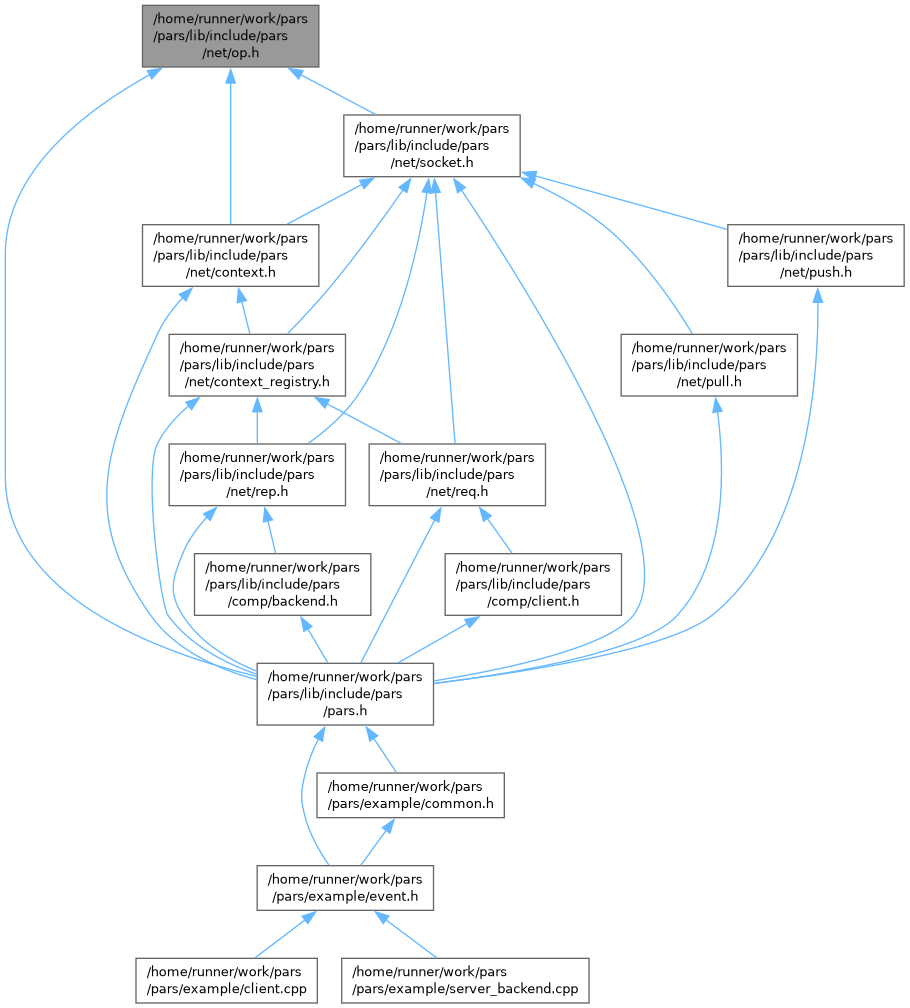 /home/runner/work/pars
/pars/lib/include/pars
/net/op.h
/home/runner/work/pars
/pars/lib/include/pars
/net/socket.h
/home/runner/work/pars
/pars/lib/include/pars
/net/context.h
/home/runner/work/pars
/pars/lib/include/pars
/net/push.h
/home/runner/work/pars
/pars/lib/include/pars
/net/context_registry.h
/home/runner/work/pars
/pars/lib/include/pars
/net/pull.h
/home/runner/work/pars
/pars/lib/include/pars
/net/rep.h
/home/runner/work/pars
/pars/lib/include/pars
/net/req.h
/home/runner/work/pars
/pars/lib/include/pars
/comp/backend.h
/home/runner/work/pars
/pars/lib/include/pars
/comp/client.h
/home/runner/work/pars
/pars/lib/include/pars
/pars.h
/home/runner/work/pars
/pars/example/common.h
/home/runner/work/pars
/pars/example/event.h
/home/runner/work/pars
/pars/example/client.cpp
/home/runner/work/pars
/pars/example/server_backend.cpp